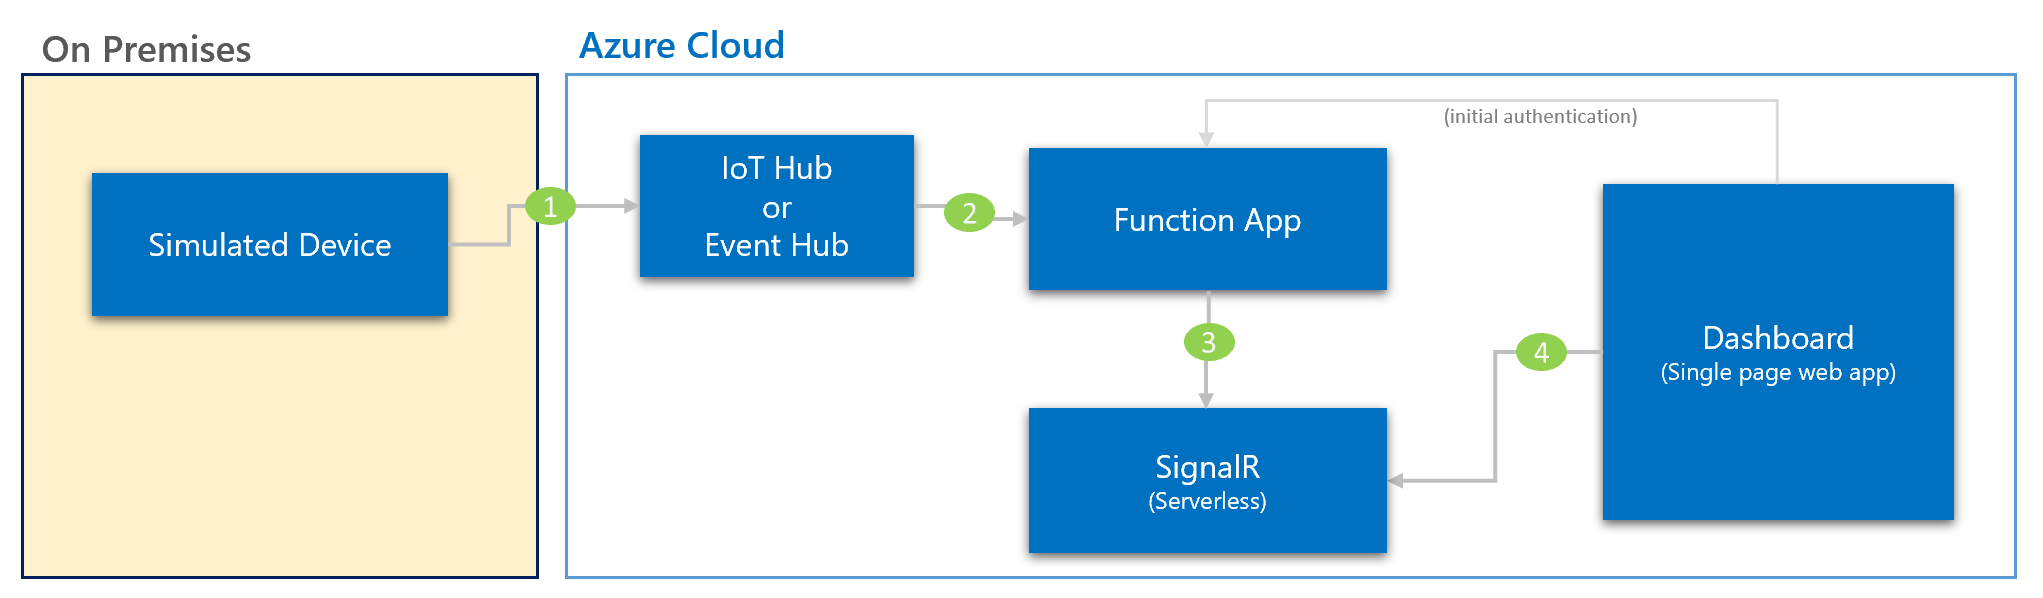 On Premises
Azure Cloud
(initial authentication)
IoT Hub
or
Event Hub
Simulated Device
1
2
Function App
3
4
Dashboard
(Single page web app)
SignalR
(Serverless)